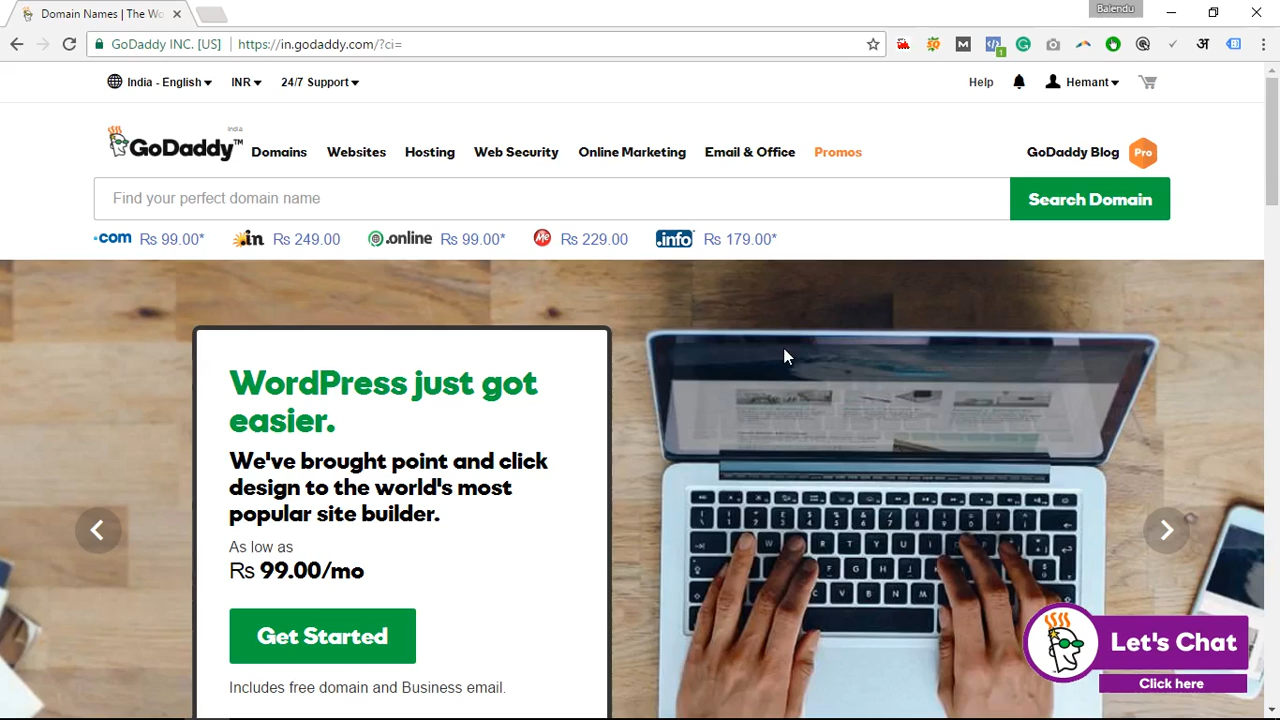 Domain Names | The Wo
Balendu
GoDaddy INC. [US] https://in.godaddy.com/?ci=
India - English INR 24/7 Support Help Hemant
India
GoDaddy™ Domains Websites Hosting Web Security Online Marketing Email & Office Promos GoDaddy Blog Pro
Find your perfect domain name Search Domain
.com Rs 99.00* .in Rs 249.00 .online Rs 99.00* Me Rs 229.00 .info Rs 179.00*
WordPress just got
easier.
We've brought point and click
design to the world's most
popular site builder.
As low as
Rs 99.00/mo
Get Started
Includes free domain and Business email.
Let's Chat
Click here